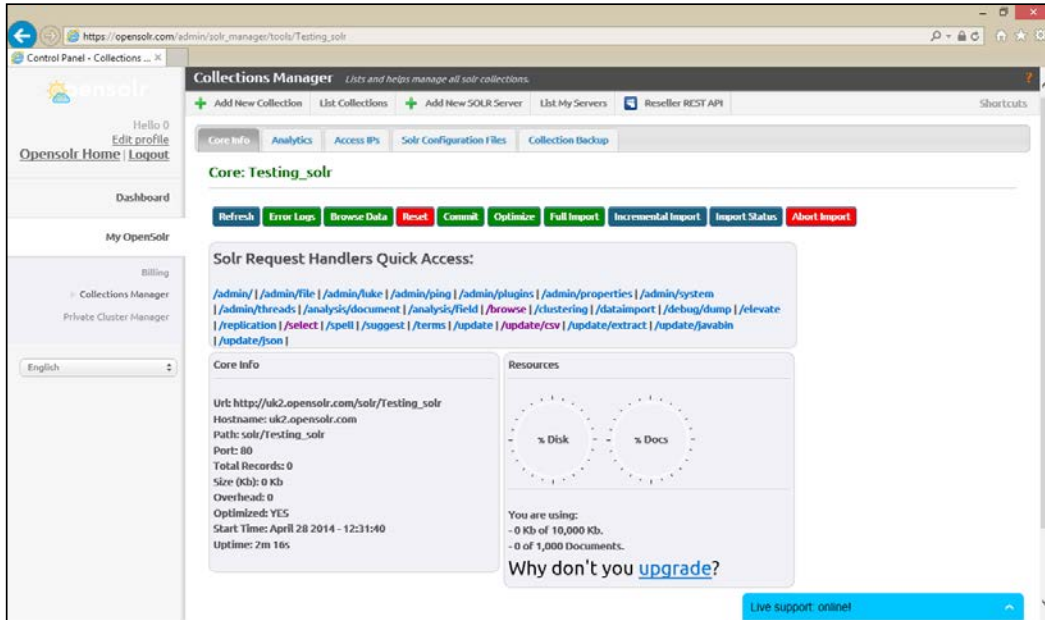 https://opensolr.com/admin/solr_manager/tools/Testing_solr
Control Panel - Collections ...
opensolr
Hello 0
Edit profile
Opensolr Home | Logout
Dashboard
My OpenSolr
Billing
Collections Manager
Private Cluster Manager
English
Collections Manager Lists and helps manage all solr collections. ?
Add New Collection List Collections Add New SOLR Server List My Servers Reseller REST API Shortcuts
Core Info Analytics Access IPs Solr Configuration Files Collection Backup
Core: Testing_solr
Refresh Error Logs Browse Data Reset Commit Optimize Full Import Incremental Import Import Status Abort Import
Solr Request Handlers Quick Access:
/admin/ | /admin/file | /admin/luke | /admin/ping | /admin/plugins | /admin/properties | /admin/system
| /admin/threads | /analysis/document | /analysis/field | /browse | /clustering | /dataimport | /debug/dump | /elevate
| /replication | /select | /spell | /suggest | /terms | /update | /update/csv | /update/extract | /update/javabin
| /update/json |
Core Info
Url: http://uk2.opensolr.com/solr/Testing_solr
Hostname: uk2.opensolr.com
Path: solr/Testing_solr
Port: 80
Total Records: 0
Size (Kb): 0 Kb
Overhead: 0
Optimized: YES
Start Time: April 28 2014 - 12:31:40
Uptime: 2m 16s
Resources
% Disk
% Docs
You are using:
- 0 Kb of 10,000 Kb.
- 0 of 1,000 Documents.
Why don't you upgrade?
Live support online!